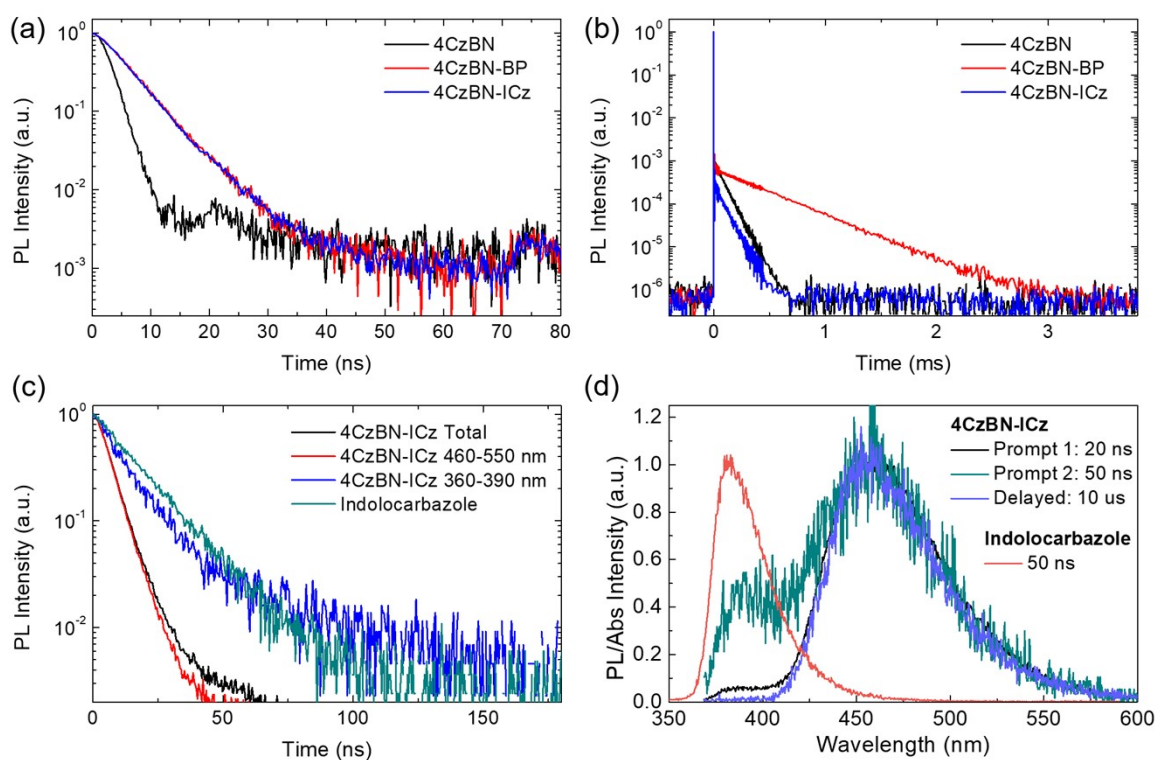 (a)
4CzBN
4CzBN-BP
4CzBN-ICz
PL Intensity (a.u.)
10⁰
10⁻¹
10⁻²
10⁻³
0 10 20 30 40 50 60 70 80
Time (ns)
(b)
4CzBN
4CzBN-BP
4CzBN-ICz
PL Intensity (a.u.)
10⁰
10⁻¹
10⁻²
10⁻³
10⁻⁴
10⁻⁵
10⁻⁶
0 1 2 3
Time (ms)
(c)
4CzBN-ICz Total
4CzBN-ICz 460-550 nm
4CzBN-ICz 360-390 nm
Indolocarbazole
PL Intensity (a.u.)
10⁰
10⁻¹
10⁻²
0 50 100 150
Time (ns)
(d)
4CzBN-ICz
Prompt 1: 20 ns
Prompt 2: 50 ns
Delayed: 10 us
Indolocarbazole
50 ns
PL/Abs Intensity (a.u.)
1.2
1.0
0.8
0.6
0.4
0.2
0.0
350 400 450 500 550 600
Wavelength (nm)